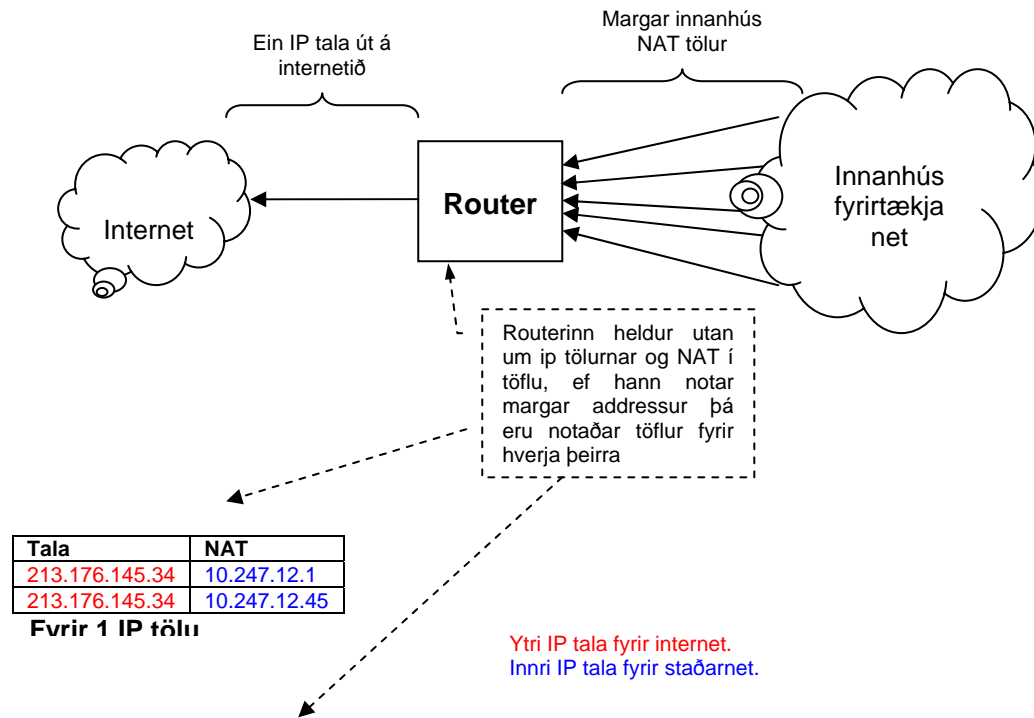 Margar innanhús
NAT tölur
Ein IP tala út á
internetið
Internet
Router
Innanhús
fyrirtækja
net
Routerinn heldur utan
um ip tölurnar og NAT í
töflu, ef hann notar
margar addressur þá
eru notaðar töflur fyrir
hverja þeirra
Tala NAT
213.176.145.34 10.247.12.1
213.176.145.34 10.247.12.45
Fyrir 1 IP tölu
Ytri IP tala fyrir internet.
Innri IP tala fyrir staðarnet.